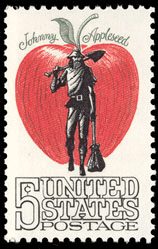 Johnny Appleseed
5 UNITED
STATES
POSTAGE